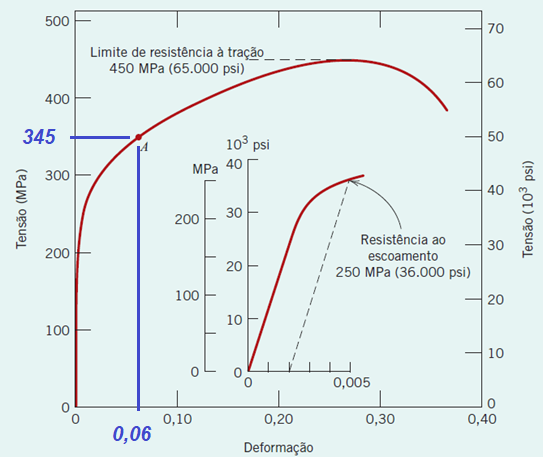 500
400
345
300
200
100
0
Tensão (MPa)
Limite de resistência à tração
450 MPa (65.000 psi)
A
10³ psi
MPa
40
200
30
20
100
10
0
0
0
0,005
Resistência ao
escoamento
250 MPa (36.000 psi)
70
60
50
40
30
20
10
0
Tensão (10³ psi)
0
0,06
0,10
0,20
0,30
0,40
Deformação